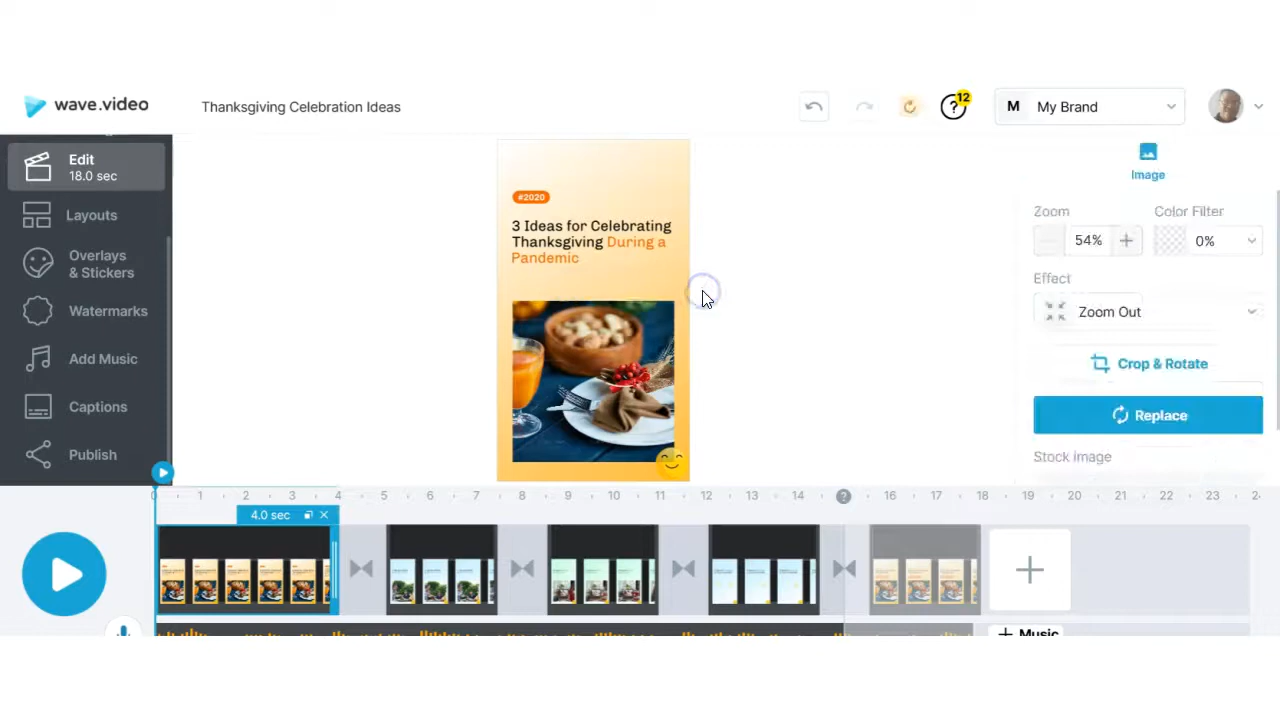 wave.video
Thanksgiving Celebration Ideas
12
?
M
My Brand
Edit
18.0 sec
Layouts
Overlays
& Stickers
Watermarks
Add Music
Captions
Publish
#2020
3 Ideas for Celebrating
Thanksgiving During a
Pandemic
Image
Zoom
Color Filter
54%
0%
Effect
Zoom Out
Crop & Rotate
Replace
Stock image
0 1 2 3 4 5 6 7 8 9 10 11 12 13 14 ? 16 17 18 19 20 21 22 23
4.0 sec
+ Music